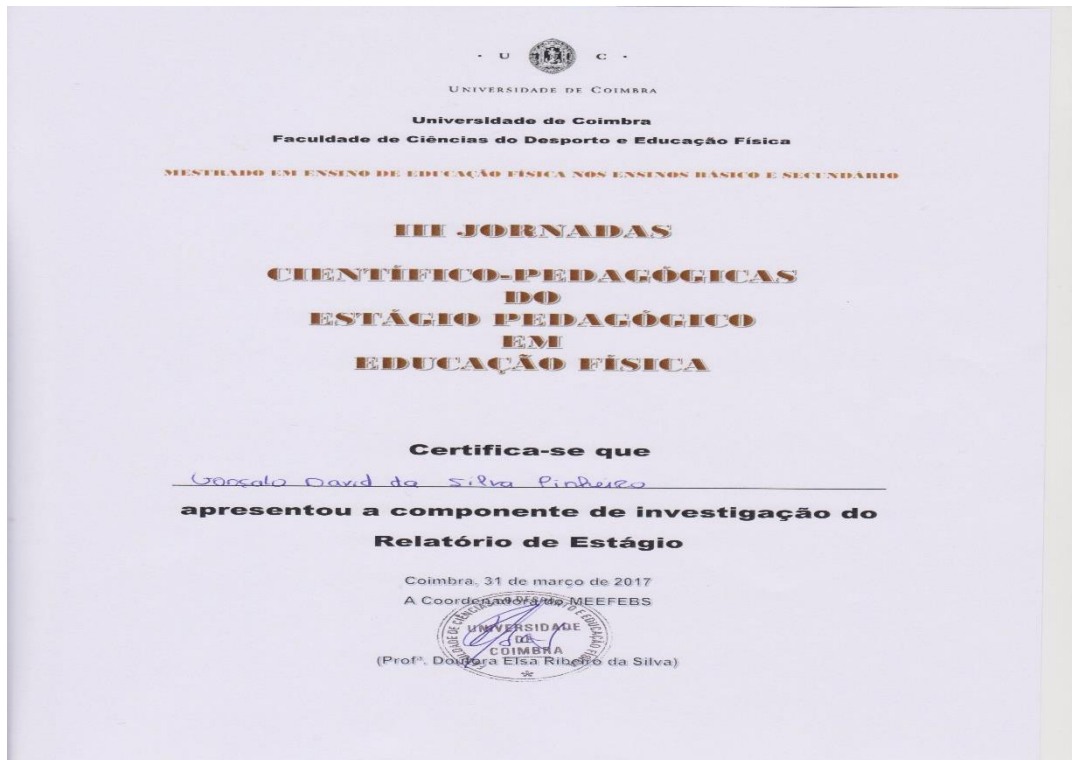 · U C ·
UNIVERSIDADE DE COIMBRA
Universidade de Coimbra
Faculdade de Ciências do Desporto e Educação Física
MESTRADO EM ENSINO DE EDUCAÇÃO FÍSICA NOS ENSINOS BÁSICO E SECUNDÁRIO
III JORNADAS
CIENTÍFICO-PEDAGÓGICAS
DO
ESTÁGIO PEDAGÓGICO
EM
EDUCAÇÃO FÍSICA
Certifica-se que
Gonçalo David da Silva Pinheiro
apresentou a componente de investigação do
Relatório de Estágio
Coimbra, 31 de março de 2017
A Coordenadora do MEEFEBS
UNIVERSIDADE
DE
COIMBRA
(Profª. Doutora Elsa Ribeiro da Silva)